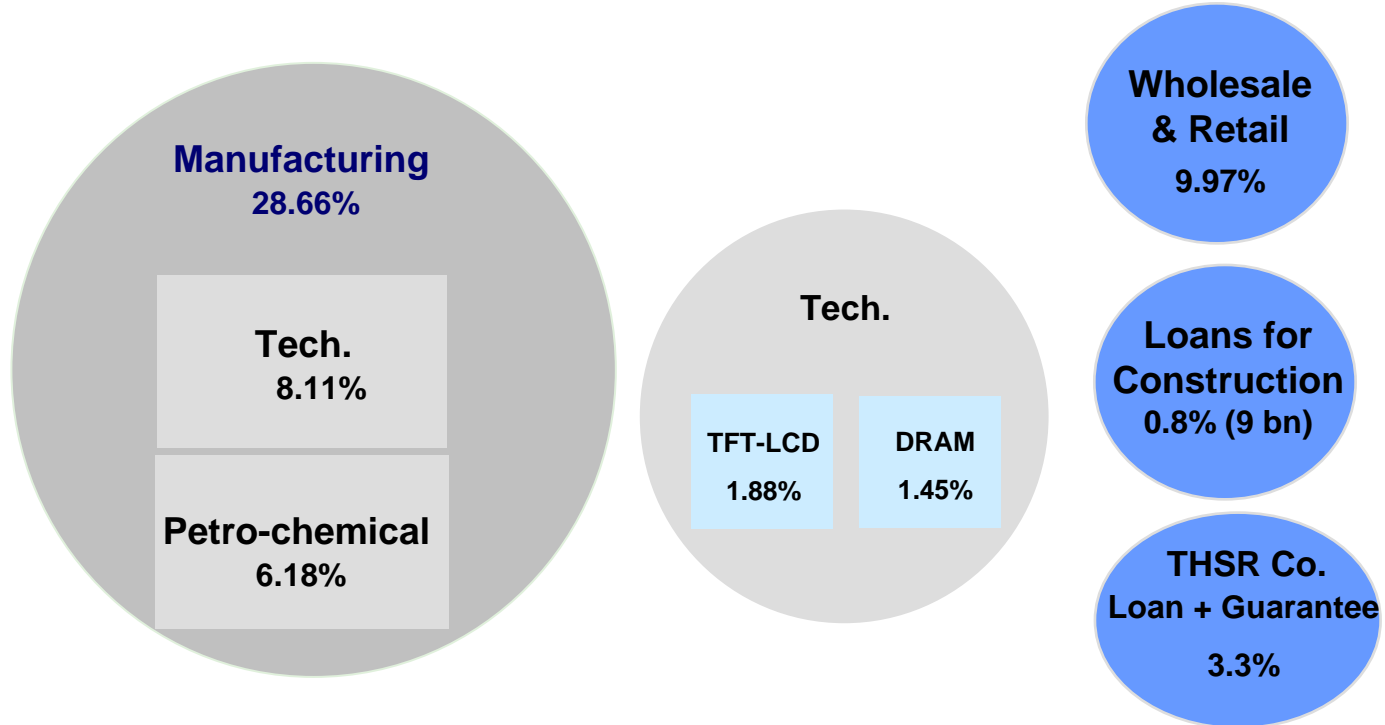 Manufacturing
28.66%
Tech.
8.11%
Petro-chemical
6.18%
Tech.
TFT-LCD
1.88%
DRAM
1.45%
Wholesale
& Retail
9.97%
Loans for
Construction
0.8% (9 bn)
THSR Co.
Loan + Guarantee
3.3%